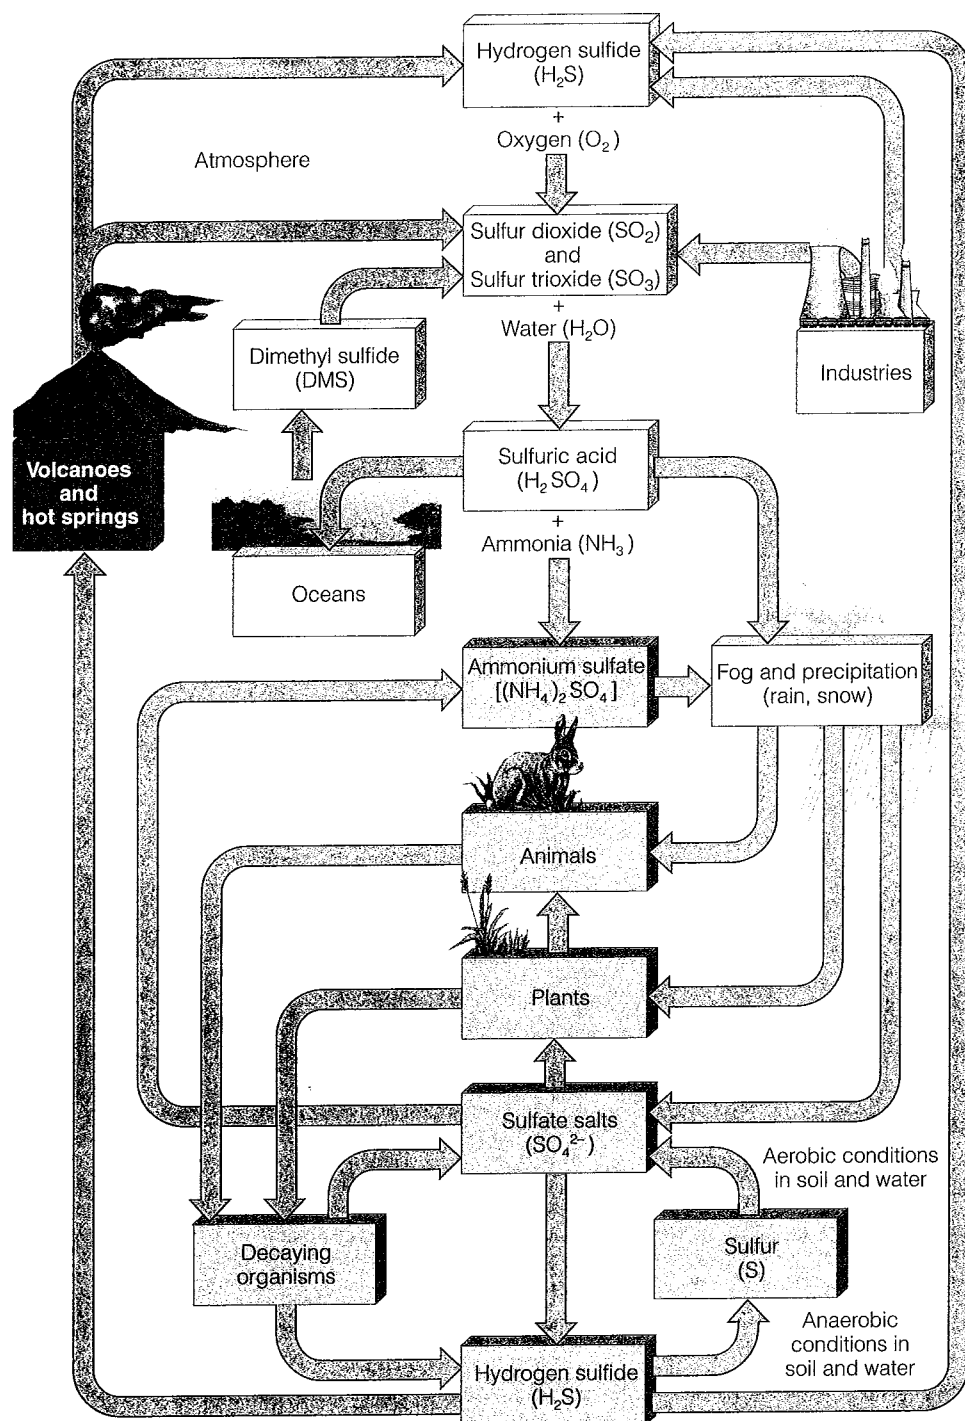 Hydrogen sulfide
(H₂S)
+
Oxygen (O₂)
Atmosphere
Sulfur dioxide (SO₂)
and
Sulfur trioxide (SO₃)
+
Water (H₂O)
Dimethyl sulfide
(DMS)
Industries
Sulfuric acid
(H₂SO₄)
+
Ammonia (NH₃)
Volcanoes
and
hot springs
Oceans
Ammonium sulfate
[(NH₄)₂SO₄]
Fog and precipitation
(rain, snow)
Animals
Plants
Sulfate salts
(SO₄²⁻)
Aerobic conditions
in soil and water
Decaying
organisms
Sulfur
(S)
Anaerobic
conditions in
soil and water
Hydrogen sulfide
(H₂S)